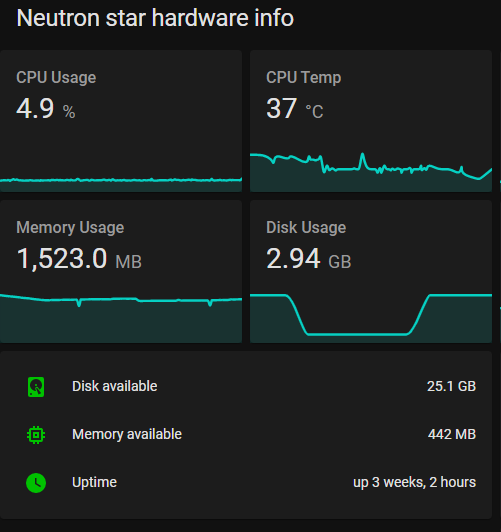 Neutron star hardware info
CPU Usage
4.9 %
CPU Temp
37 °C
Memory Usage
1,523.0 MB
Disk Usage
2.94 GB
Disk available 25.1 GB
Memory available 442 MB
Uptime up 3 weeks, 2 hours